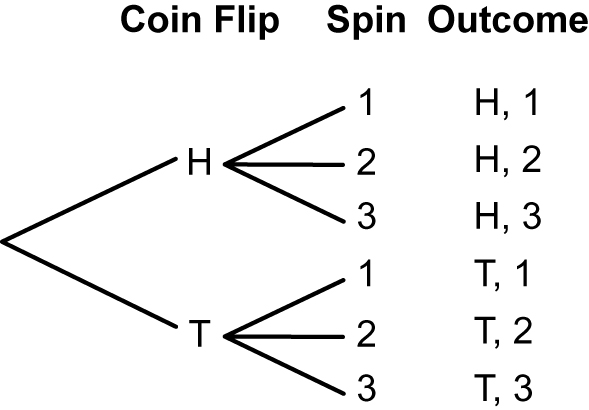 Coin Flip Spin Outcome
1 H, 1
H 2 H, 2
3 H, 3
1 T, 1
T 2 T, 2
3 T, 3